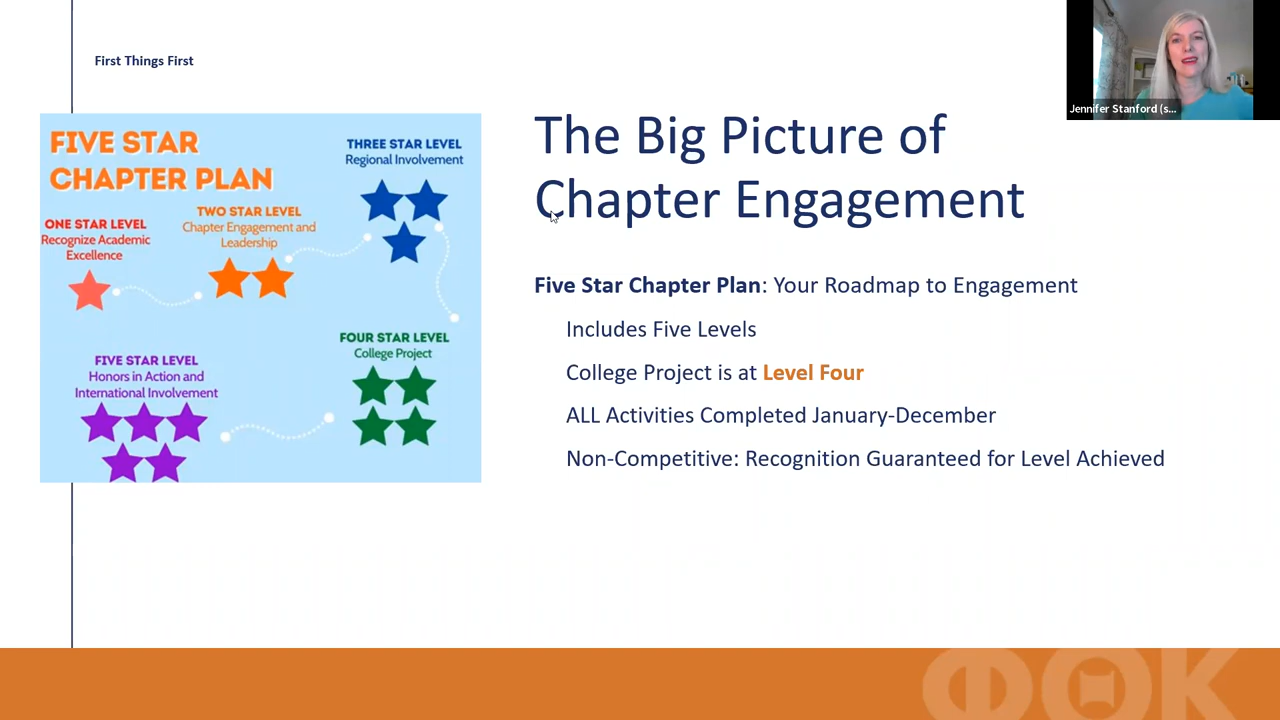 First Things First
Jennifer Stanford (s...
FIVE STAR
CHAPTER PLAN
ONE STAR LEVEL
Recognize Academic
Excellence
TWO STAR LEVEL
Chapter Engagement and
Leadership
THREE STAR LEVEL
Regional Involvement
FOUR STAR LEVEL
College Project
FIVE STAR LEVEL
Honors in Action and
International Involvement
The Big Picture of
Chapter Engagement
Five Star Chapter Plan: Your Roadmap to Engagement
Includes Five Levels
College Project is at Level Four
ALL Activities Completed January-December
Non-Competitive: Recognition Guaranteed for Level Achieved
ΦΘΚ